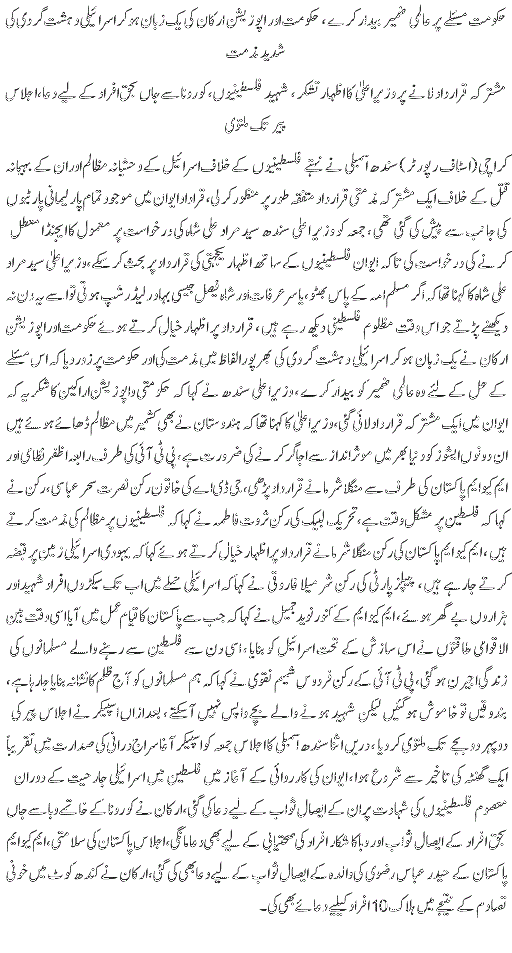 حکومت مسئلے پر عالمی ضمیر بیدار کرے، حکومت اور اپوزیشن ارکان کی یک زبان ہوکر اسرائیلی دہشت گردی کی
شدید مذمت
مشترکہ قرارداد لانے پر وزیراعلیٰ کا اظہار تشکر، شہید فلسطینیوں، کورونا سے جاں بحق افراد کے لیے دعا، اجلاس
پیر تک ملتوی
کراچی (اسٹاف رپورٹر) سندھ اسمبلی نے نہتے فلسطینیوں کے خلاف اسرائیل کے وحشیانہ مظالم اور ان کے بہیمانہ
قتل کے خلاف ایک مشترکہ مذمتی قرارداد متفقہ طور پر منظور کرلی، قرارداد ایوان میں موجود تمام پارلیمانی پارٹیوں
کی جانب سے پیش کی گئی تھی، جمعہ کو وزیراعلی سندھ سید مراد علی شاہ کی درخواست پر معمول کا ایجنڈا معطل
کرنے کی درخواست کی تاکہ ایوان فلسطینیوں کے ساتھ اظہار یکجہتی کی قرارداد پر بحث کرسکے، وزیراعلی سید مراد
علی شاہ کا کہنا تھا کہ اگر مسلم امہ کے پاس بھٹو، یاسر عرفات اور شاہ فیصل جیسی بہادر لیڈرشپ ہوتی تو اسے یہ دن نہ
دیکھنے پڑتے جو اس وقت مظلوم فلسطینی دیکھ رہے ہیں، قرارداد پر اظہار خیال کرتے ہوئے حکومت اور اپوزیشن
ارکان نے یک زبان ہوکر اسرائیلی دہشت گردی کی بھرپور الفاظ میں مذمت کی اور حکومت پر زور دیا کہ اس مسئلے
کے حل کے لئے وہ عالمی ضمیر کو بیدار کرے، وزیراعلی سندھ نے کہا کہ حکومتی و اپوزیشن اراکین کا شکریہ کہ
ایوان میں ایک مشترکہ قرارداد لائی گئی، وزیراعلیٰ کا کہنا تھا کہ ہندوستان نے بھی کشمیر میں مظالم ڈھائے ہوئے ہیں
ان دونوں ایشوز کو دنیا بھر میں موثر انداز سے اجاگر کرنے کی ضرورت ہے، پی ٹی آئی کی طرف رابعہ اظفر نظامی اور
ایم کیو ایم پاکستان کی طرف سے منگلا شرما نے قرارداد پڑھی، جی ڈی اے کی خاتون رکن نصرت سحر عباسی، رکن نے
کہا کہ فلسطین پر مشکل وقت ہے، تحریک لبیک کی رکن ثروت فاطمہ نے کہا کہ فلسطینیوں پر مظالم کی مذمت کرتے
ہیں، ایم کیو ایم پاکستان کی رکن منگلا شرما نے قرارداد پر اظہار خیال کرتے ہوئے کہا کہ یہودی اسرائیلی زمین پر قبضہ
کرتے جارہے ہیں، پیپلز پارٹی کی رکن شرمیلا فاروقی نے کہا کہ اسرائیلی حملے میں اب تک سیکڑوں افراد شہید اور
ہزاروں بے گھر ہوئے، ایم کیو ایم کے کنور نوید جمیل نے کہا کہ جب سے پاکستان کا قیام عمل میں آیا اسی وقت بین
الاقوامی طاقتوں نے اس سازش کے تحت اسرائیل کو بنایا، اسی دن سے فلسطین سے رہنے والے مسلمانوں کی
زندگی اجیرن ہوگئی، پی ٹی آئی کے رکن فردوس شمیم نقوی نے کہا کہ ہم مسلمانوں کو آج ظلم کا نشانہ بنایا جارہا ہے،
بندوقیں تو خاموش ہوگئیں لیکن شہید ہونے والے بچے واپس نہیں آسکتے، بعدازاں اسپیکر نے اجلاس پیر کی
دوپہر دو بجے تک ملتوی کردیا، دریں اثنا سندھ اسمبلی کا اجلاس جمعہ کو اسپیکر آغا سراج درانی کی صدارت میں تقریباً
ایک گھنٹہ کی تاخیر سے شروع ہوا، ایوان کی کارروائی کے آغاز میں فلسطین میں اسرائیلی جارحیت کے دوران
معصوم فلسطینیوں کی شہادت پر ان کے ایصال ثواب کے لیے دعا کی گئی، ارکان نے کورونا کے خاتمے وبا سے جاں
بحق افراد کے ایصال ثواب اور وبا کا شکار افراد کی صحتیابی کے لیے بھی دعا مانگی، اجلاس پاکستان کی سلامتی، ایم کیو ایم
پاکستان کے حیدر عباس رضوی کی والدہ کے ایصال ثواب کے لیے دعا بھی کی گئی، ارکان نے کندھ کوٹ میں خونی
تصادم کے نتیجے میں ہلاک 10 افراد کیلیے دعائے بھی کی۔